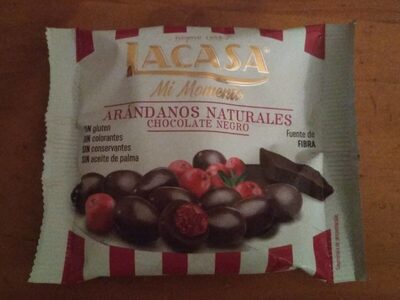 LACASA
Mi Momento
ARÁNDANOS NATURALES
CHOCOLATE NEGRO
SIN gluten
SIN colorantes
SIN conservantes
SIN aceite de palma
Fuente de
FIBRA